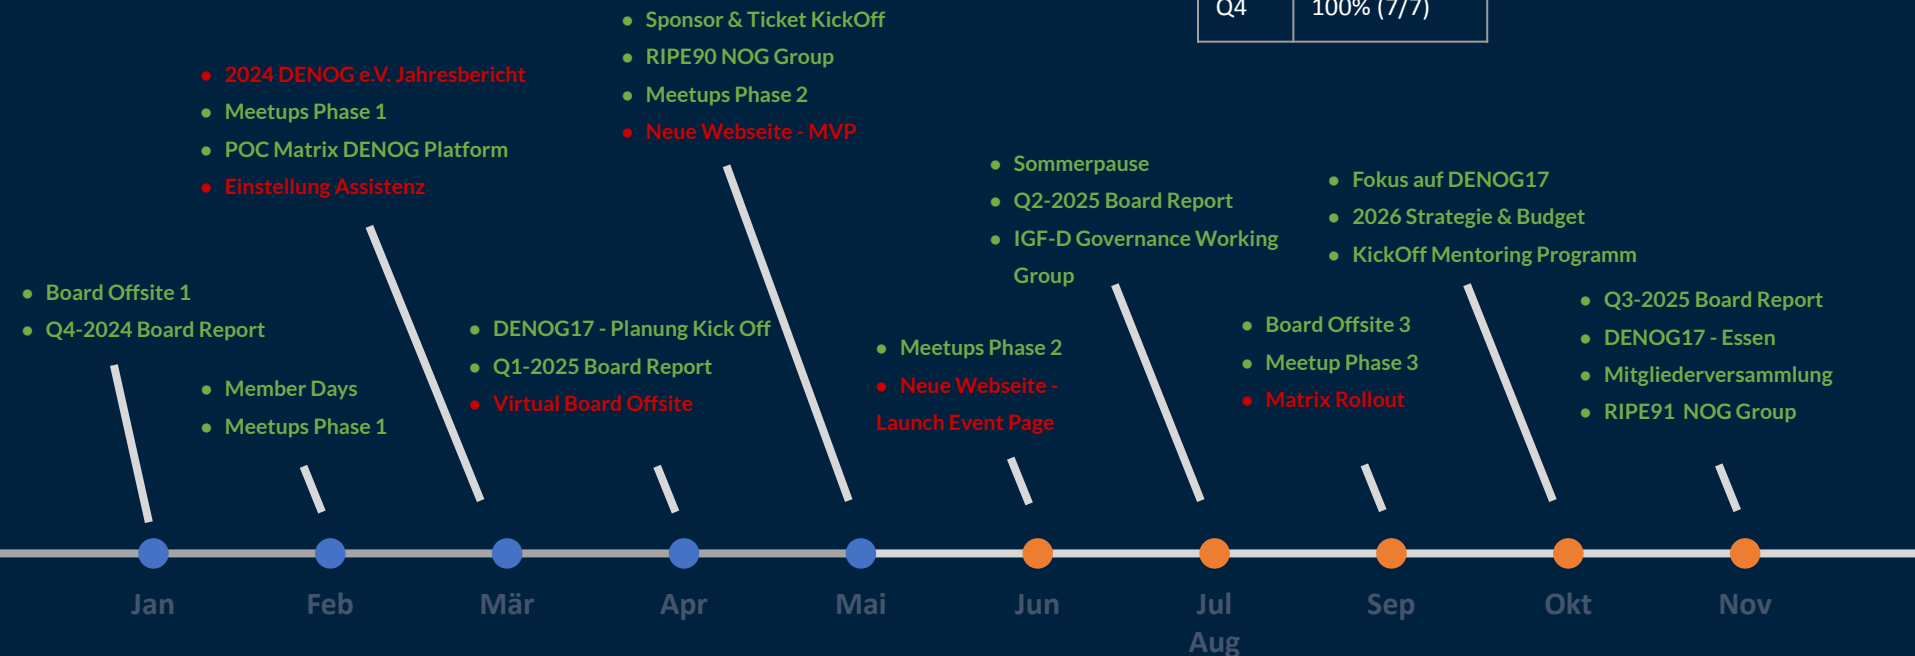 Q4 100% (7/7)
Sponsor & Ticket KickOff
RIPE90 NOG Group
Meetups Phase 2
Neue Webseite - MVP
2024 DENOG e.V. Jahresbericht
Meetups Phase 1
POC Matrix DENOG Platform
Einstellung Assistenz
Sommerpause
Q2-2025 Board Report
IGF-D Governance Working
Group
Fokus auf DENOG17
2026 Strategie & Budget
KickOff Mentoring Programm
Board Offsite 1
Q4-2024 Board Report
Member Days
Meetups Phase 1
DENOG17 - Planung Kick Off
Q1-2025 Board Report
Virtual Board Offsite
Meetups Phase 2
Neue Webseite -
Launch Event Page
Board Offsite 3
Meetup Phase 3
Matrix Rollout
Q3-2025 Board Report
DENOG17 - Essen
Mitgliederversammlung
RIPE91 NOG Group
Jan
Feb
Mär
Apr
Mai
Jun
Jul
Aug
Sep
Okt
Nov